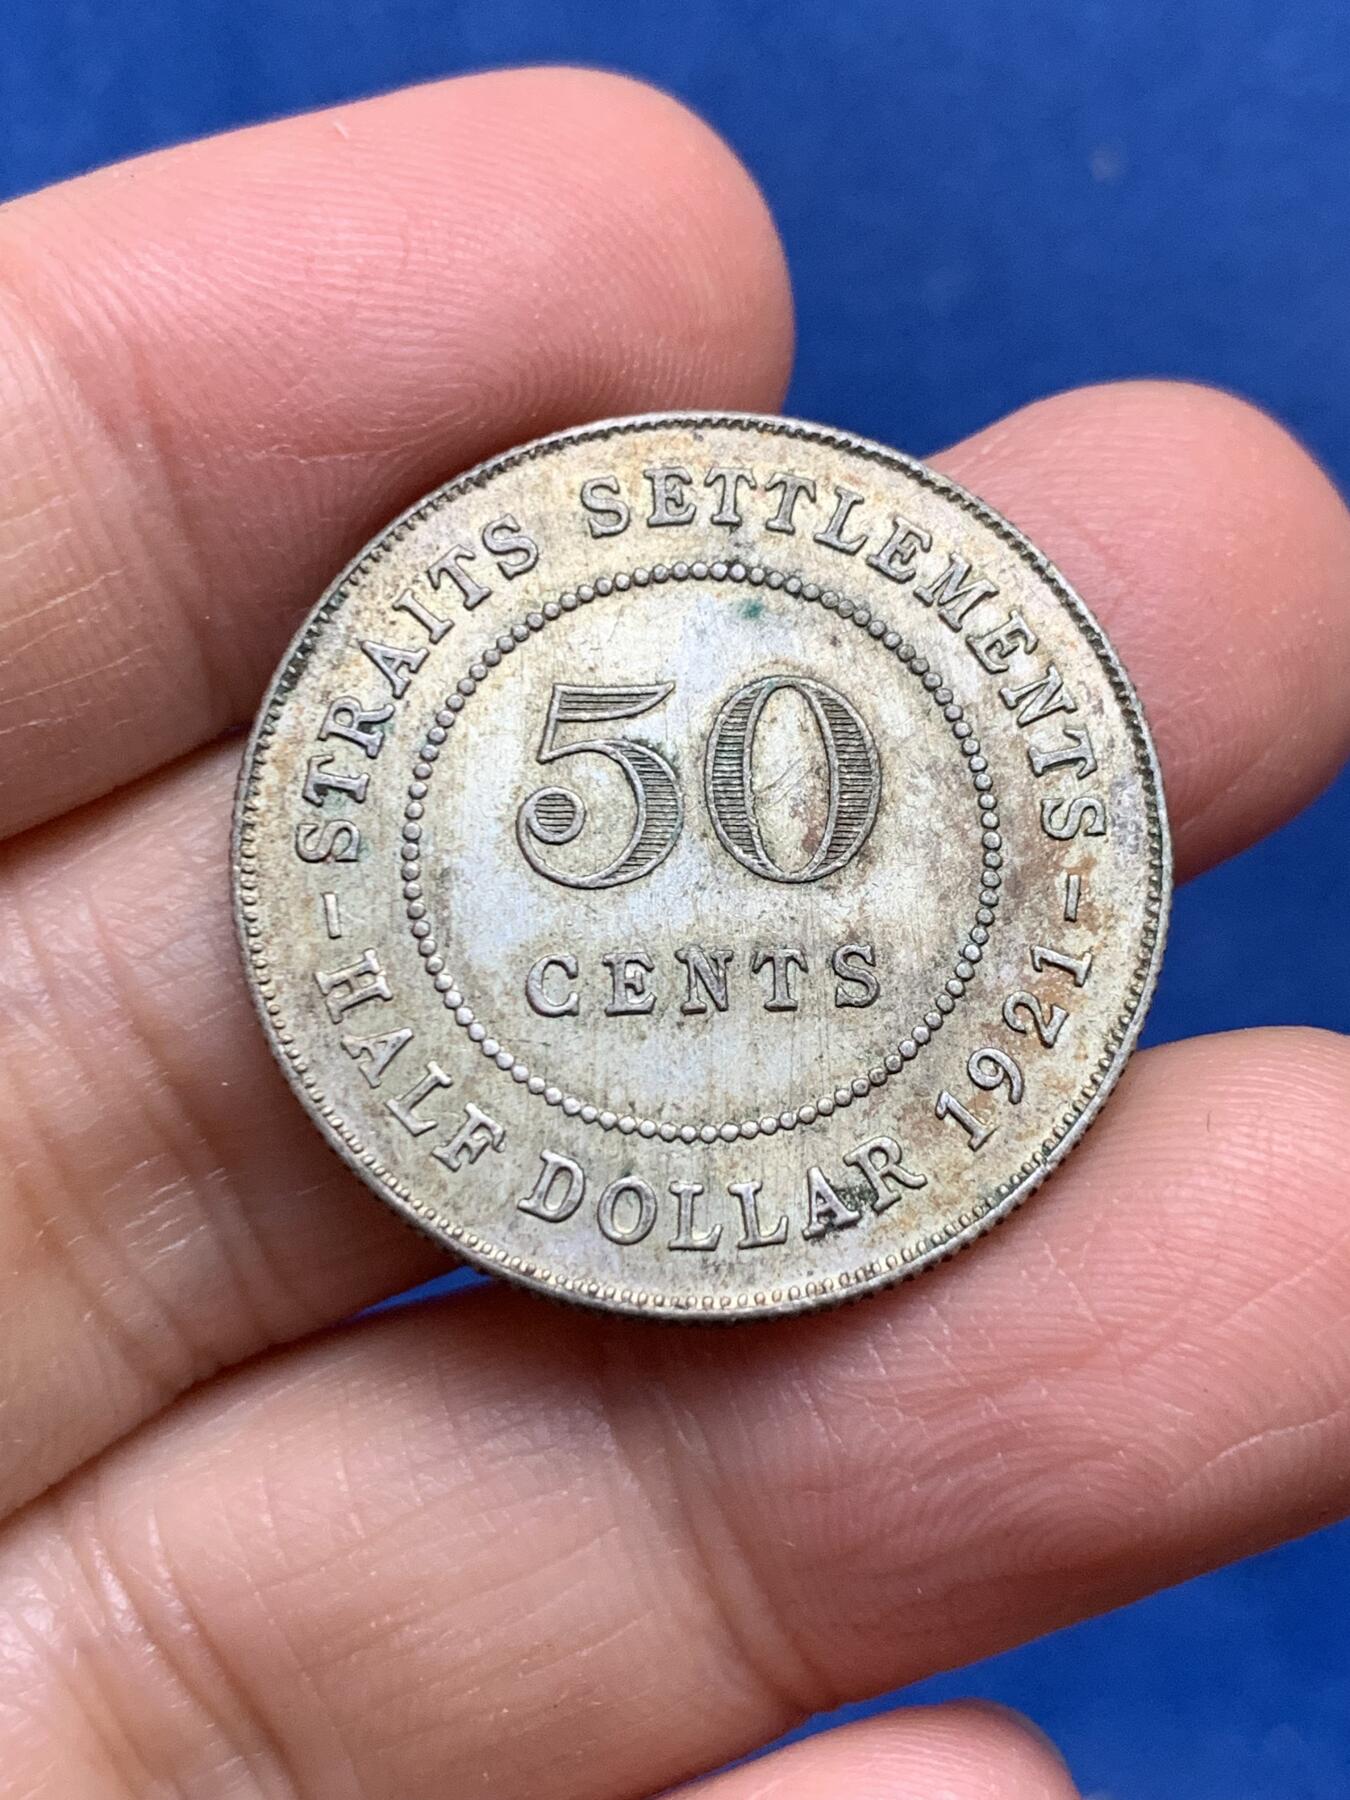 STRAITS SETTLEMENTS
50
CENTS
-HALF DOLLAR 1921-